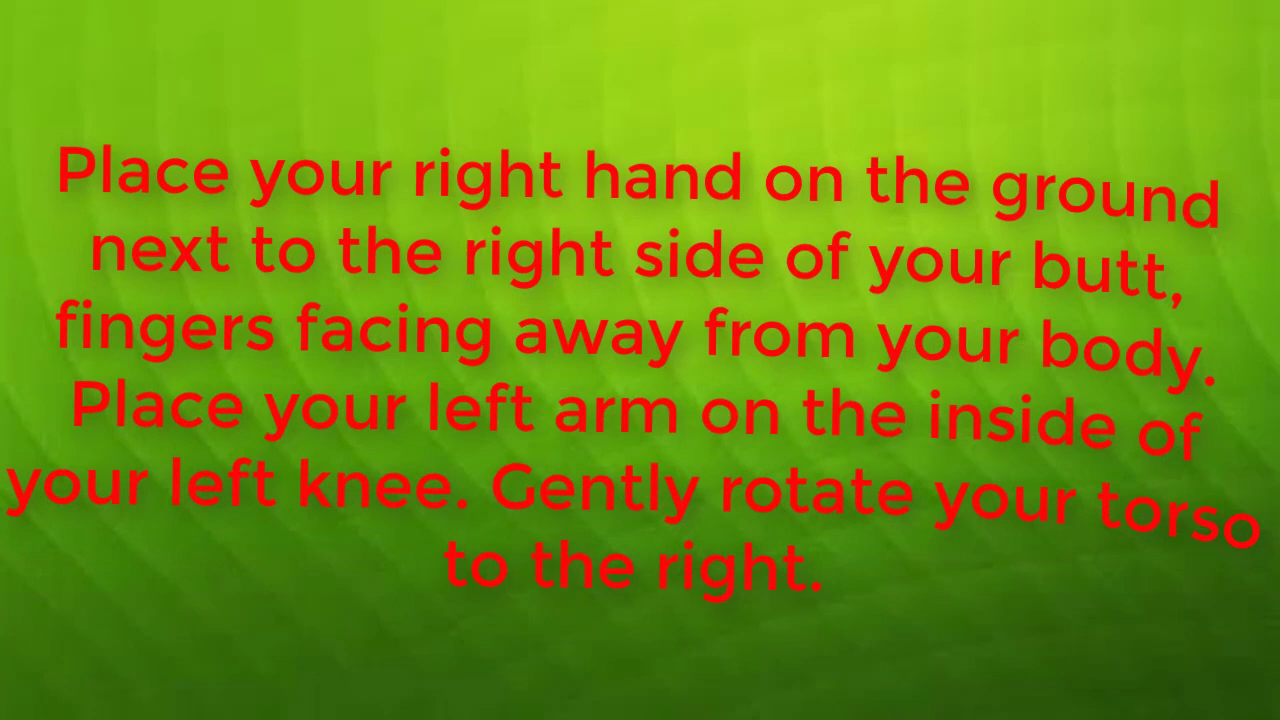 Place your right hand on the ground
next to the right side of your butt,
fingers facing away from your body.
Place your left arm on the inside of
your left knee. Gently rotate your torso
to the right.